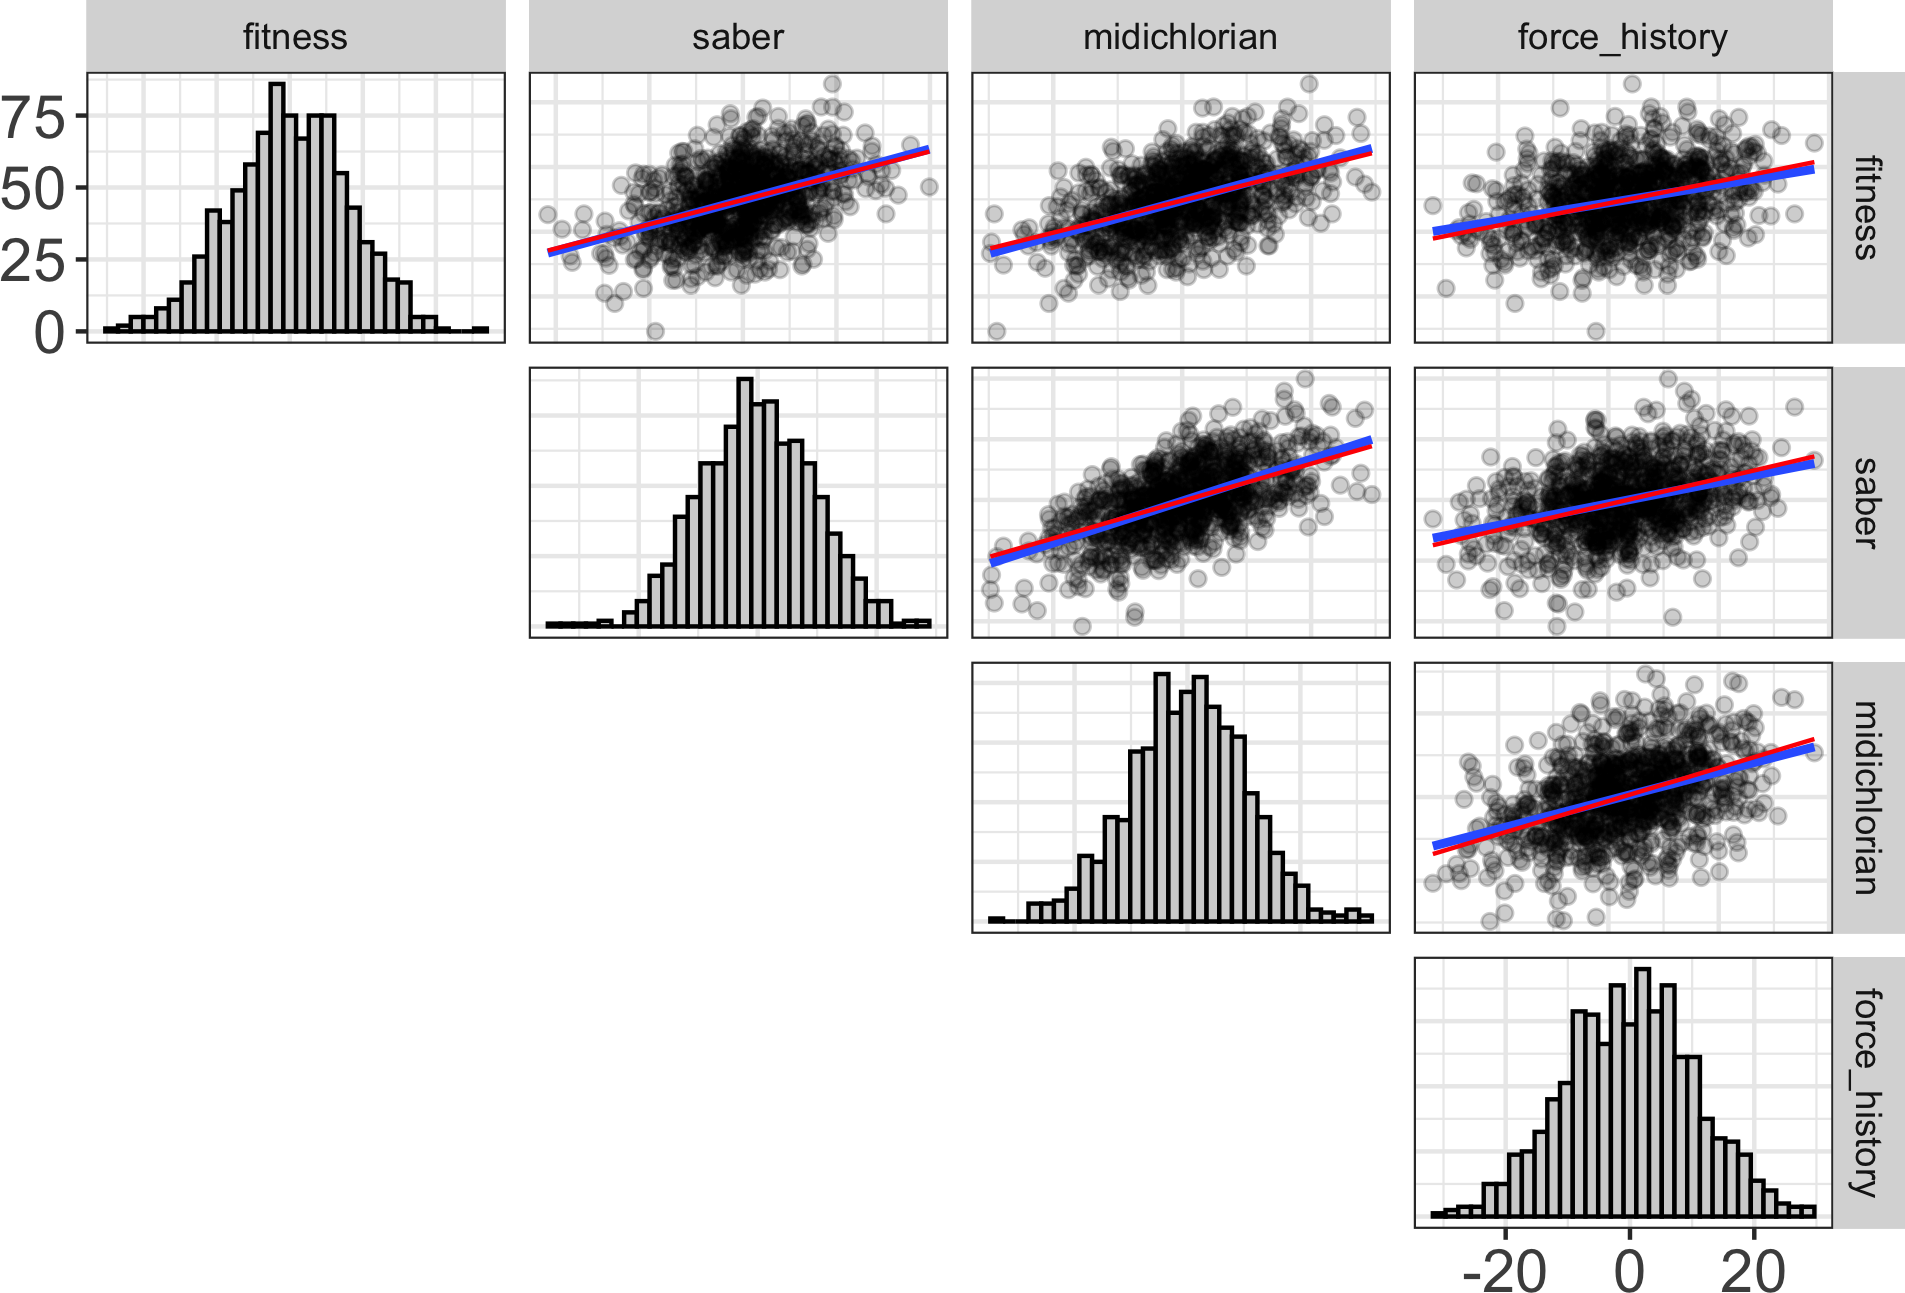 fitness saber midichlorian force_history
75
50
25
0
fitness
saber
midichlorian
force_history
-20 0 20